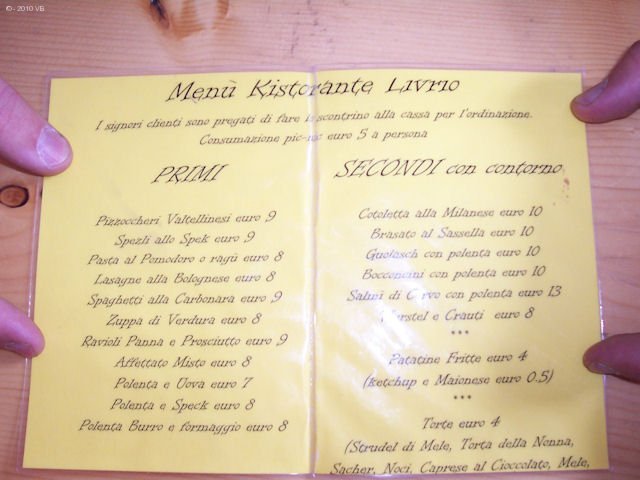 © - 2010 VB.
Menù Ristorante Livrio
I signori clienti sono pregati di fare lo scontrino alla cassa per l'ordinazione.
Consumazione pic-nic euro 5 a persona
PRIMI
Pizzoccheri Valtellinesi euro 9
Spezli allo Spek euro 9
Pasta al Pomodoro o ragù euro 8
Lasagne alla Bolognese euro 8
Spaghetti alla Carbonara euro 9
Zuppa di Verdura euro 8
Ravioli Panna e Prosciutto euro 9
Affettato Misto euro 8
Polenta e Uova euro 7
Polenta e Speck euro 8
Polenta Burro e formaggio euro 8
SECONDI con contorno
Cotoletta alla Milanese euro 10
Brasato al Sassella euro 10
Guolasch con polenta euro 10
Bocconcini con polenta euro 10
Salmì di Cervo con polenta euro 13
Wurstel e Crauti euro 8
***
Patatine Fritte euro 4
(ketchup e Maionese euro 0.5)
***
Torte euro 4
(Strudel di Mele, Torta della Nonna,
Sacher, Noci, Caprese al Cioccolato, Mele,